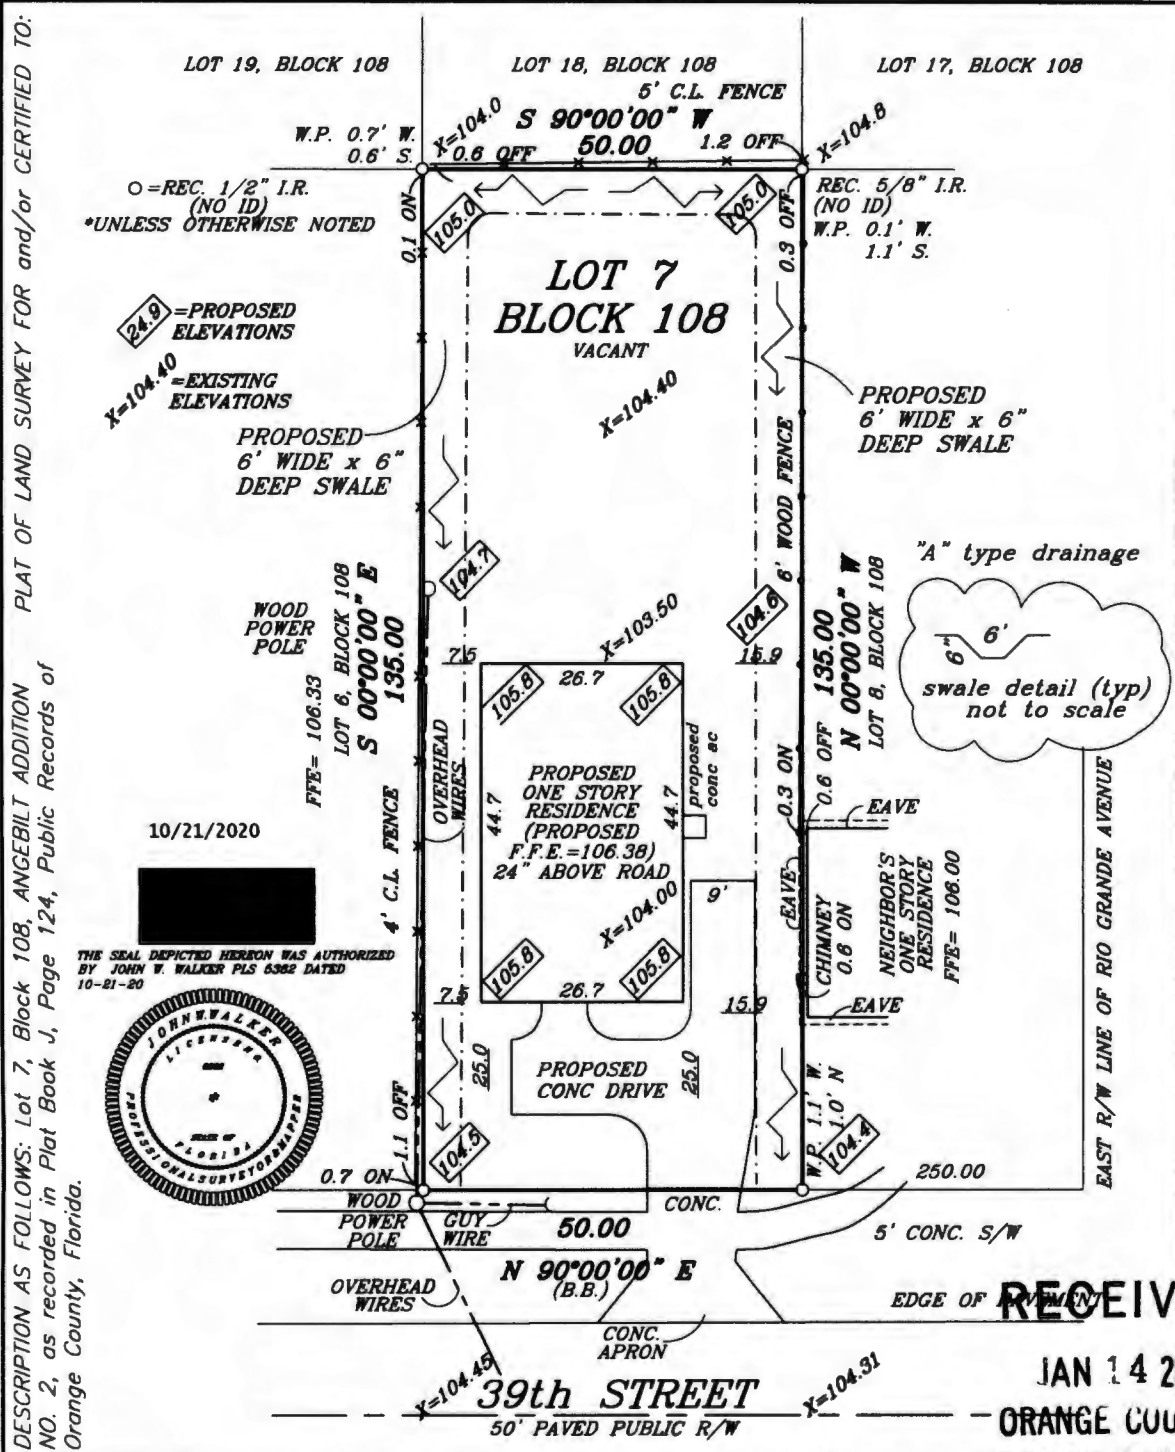 PLAT OF LAND SURVEY FOR and/or CERTIFIED TO:
DESCRIPTION AS FOLLOWS: Lot 7, Block 108, ANGEBILT ADDITION
NO. 2, as recorded in Plat Book J, Page 124, Public Records of
Orange County, Florida.
LOT 19, BLOCK 108
LOT 18, BLOCK 108
LOT 17, BLOCK 108
5' C.L. FENCE
S 90°00'00" W
50.00
W.P. 0.7' W.
0.6' S.
X=104.0
0.6 OFF
1.2 OFF
X=104.8
O =REC. 1/2" I.R.
(NO ID)
*UNLESS OTHERWISE NOTED
0.1 ON
105.0
105.0
0.3 OFF
REC. 5/8" I.R.
(NO ID)
W.P. 0.1' W.
1.1' S.
LOT 7
BLOCK 108
VACANT
24.9
=PROPOSED
ELEVATIONS
X=104.40
=EXISTING
ELEVATIONS
X=104.40
PROPOSED
6' WIDE x 6"
DEEP SWALE
PROPOSED
6' WIDE x 6"
DEEP SWALE
6' WOOD FENCE
104.7
104.6
WOOD
POWER
POLE
FFE= 106.33
LOT 6, BLOCK 108
S 00°00'00" E
135.00
135.00
N 00°00'00" W
LOT 8, BLOCK 108
"A" type drainage
6'
6"
swale detail (typ)
not to scale
X=103.50
7.5
26.7
15.9
105.8
105.8
OVERHEAD
WIRES
4' C.L. FENCE
44.7
PROPOSED
ONE STORY
RESIDENCE
(PROPOSED
F.F.E.=106.38)
24" ABOVE ROAD
44.7
proposed
conc ac
X=104.00
105.8
105.8
7.5
26.7
15.9
9'
0.3 ON
0.6 OFF
EAVE
EAVE
CHIMNEY
0.6 ON
NEIGHBOR'S
ONE STORY
RESIDENCE
FFE= 106.00
EAVE
EAST R/W LINE OF RIO GRANDE AVENUE
10/21/2020
THE SEAL DEPICTED HEREON WAS AUTHORIZED
BY JOHN W. WALKER PLS 5382 DATED
10-21-20
JOHN W. WALKER
STATE OF
FLORIDA
PROFESSIONAL SURVEYOR & MAPPER
25.0
PROPOSED
CONC DRIVE
25.0
1.1 OFF
104.5
W.P. 1.1' W.
1.0' N
104.4
0.7 ON
250.00
WOOD
POWER
POLE
GUY
WIRE
50.00
CONC.
5' CONC. S/W
N 90°00'00" E
(B.B.)
OVERHEAD
WIRES
EDGE OF PAVEMENT
RECEIV
CONC.
APRON
JAN 14 2
X=104.45
39th STREET
X=104.31
50' PAVED PUBLIC R/W
ORANGE COU